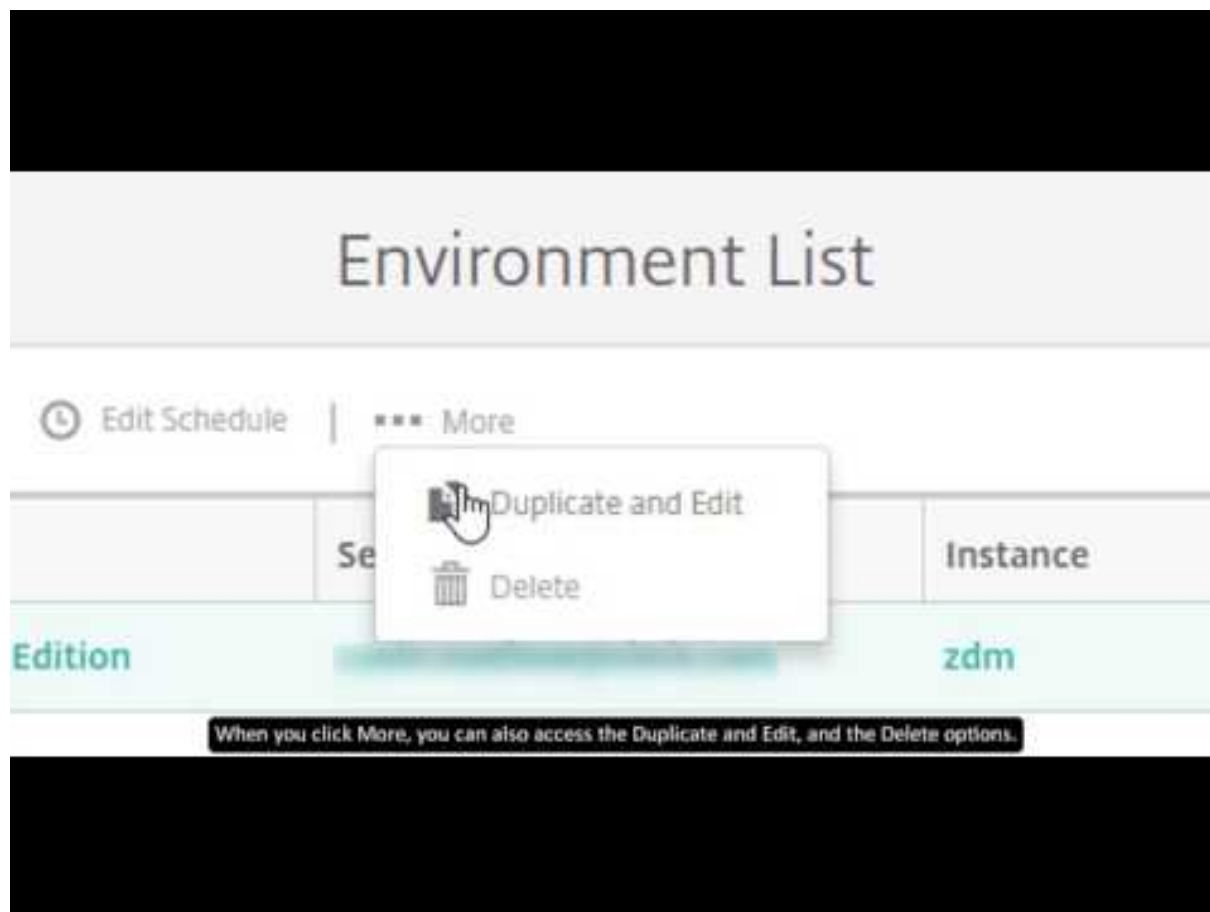 Environment List
Edit Schedule | More
Duplicate and Edit
Se
Instance
Delete
Edition
zdm
When you click More, you can also access the Duplicate and Edit, and the Delete options.